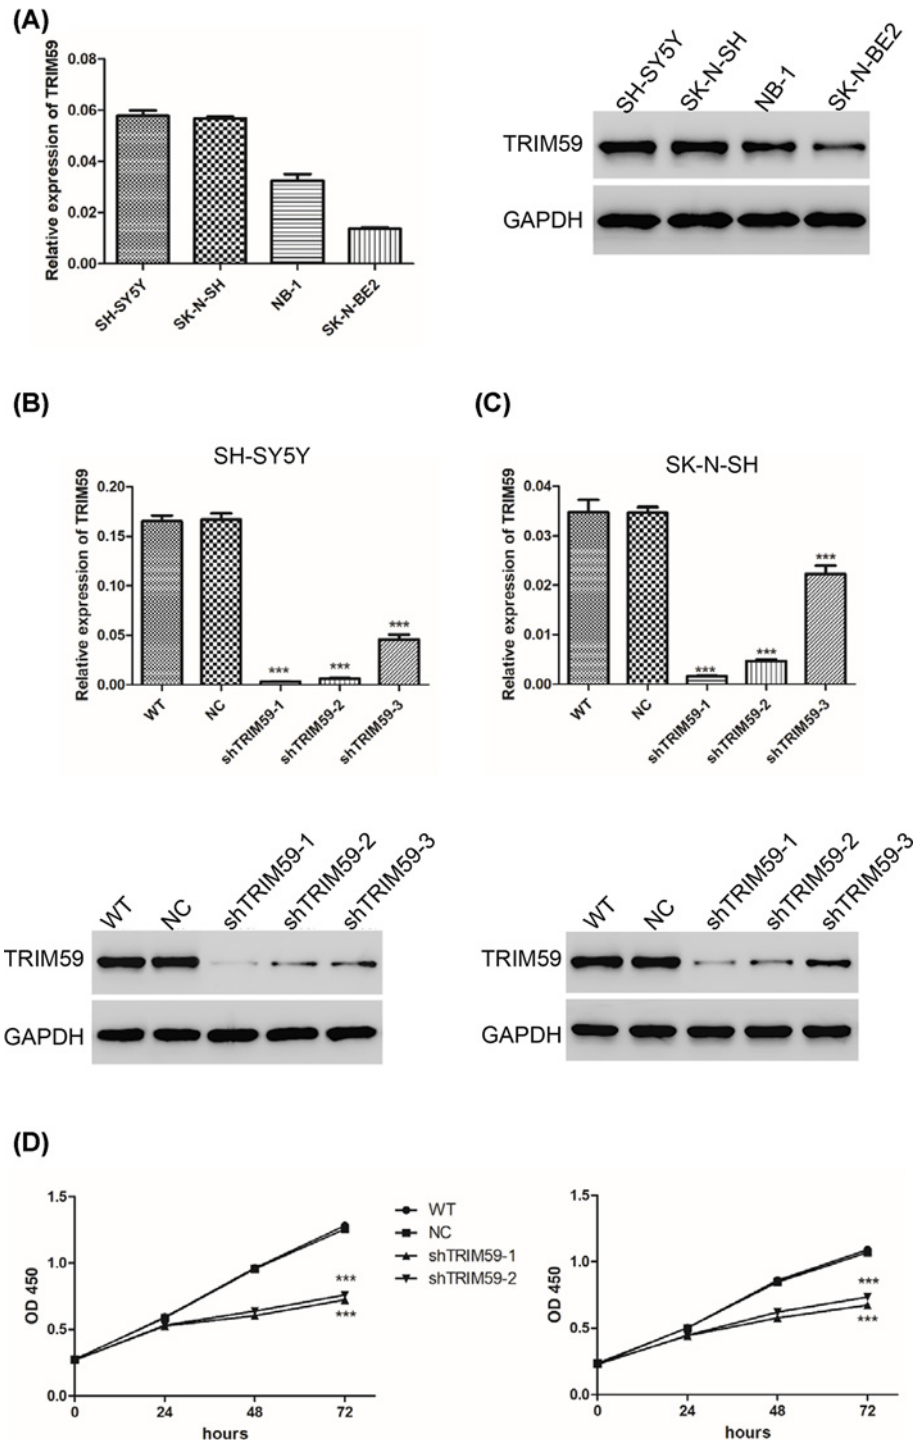 (A)
Relative expression of TRIM59
0.08
0.06
0.04
0.02
0.00
SH-SY5Y
SK-N-SH
NB-1
SK-N-BE2
SH-SY5Y
SK-N-SH
NB-1
SK-N-BE2
TRIM59
GAPDH
(B)
SH-SY5Y
Relative expression of TRIM59
0.20
0.15
0.10
0.05
0.00
***
***
***
WT
NC
shTRIM59-1
shTRIM59-2
shTRIM59-3
(C)
SK-N-SH
Relative expression of TRIM59
0.04
0.03
0.02
0.01
0.00
***
***
***
WT
NC
shTRIM59-1
shTRIM59-2
shTRIM59-3
WT
NC
shTRIM59-1
shTRIM59-2
shTRIM59-3
TRIM59
GAPDH
WT
NC
shTRIM59-1
shTRIM59-2
shTRIM59-3
TRIM59
GAPDH
(D)
OD 450
1.5
1.0
0.5
0.0
0
24
48
72
hours
***
***
WT
NC
shTRIM59-1
shTRIM59-2
OD 450
1.5
1.0
0.5
0.0
0
24
48
72
hours
***
***